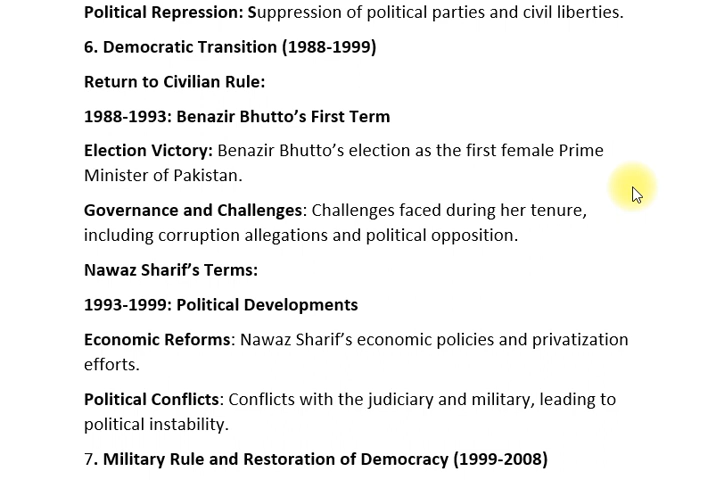 Political Repression: Suppression of political parties and civil liberties.
6. Democratic Transition (1988-1999)
Return to Civilian Rule:
1988-1993: Benazir Bhutto’s First Term
Election Victory: Benazir Bhutto’s election as the first female Prime
Minister of Pakistan.
Governance and Challenges: Challenges faced during her tenure,
including corruption allegations and political opposition.
Nawaz Sharif’s Terms:
1993-1999: Political Developments
Economic Reforms: Nawaz Sharif’s economic policies and privatization
efforts.
Political Conflicts: Conflicts with the judiciary and military, leading to
political instability.
7. Military Rule and Restoration of Democracy (1999-2008)